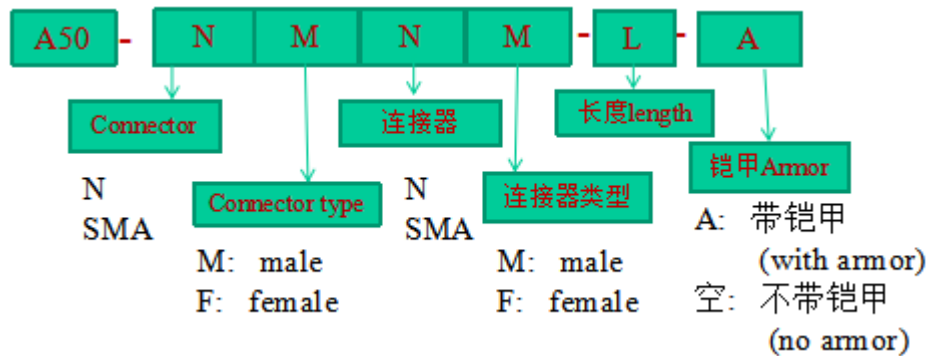 A50 - N M N M - L - A
Connector
连接器
长度length
铠甲Armor
N
SMA
Connector type
N
SMA
连接器类型
M: male
F: female
M: male
F: female
A: 带铠甲
(with armor)
空: 不带铠甲
(no armor)